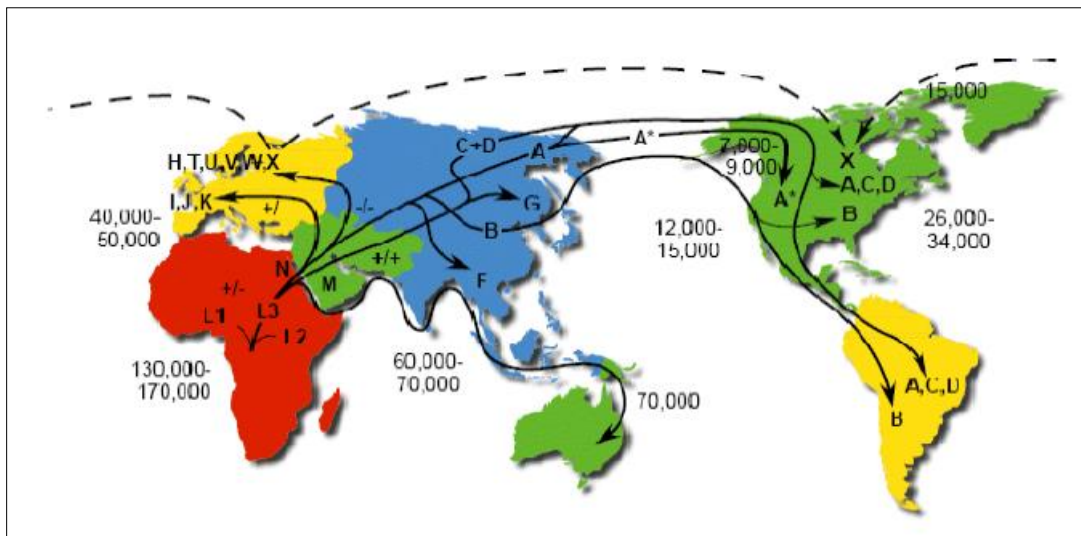 15,000
C+D
A
A*
7,000-
9,000
X
H,T,U,V,W,X
A,C,D
A*
I,J,K
+/
-/-
G
B
B
40,000-
50,000
12,000-
15,000
26,000-
34,000
N
+/+
M
F
+/-
L3
L1
L2
60,000-
70,000
130,000-
170,000
70,000
A,C,D
B